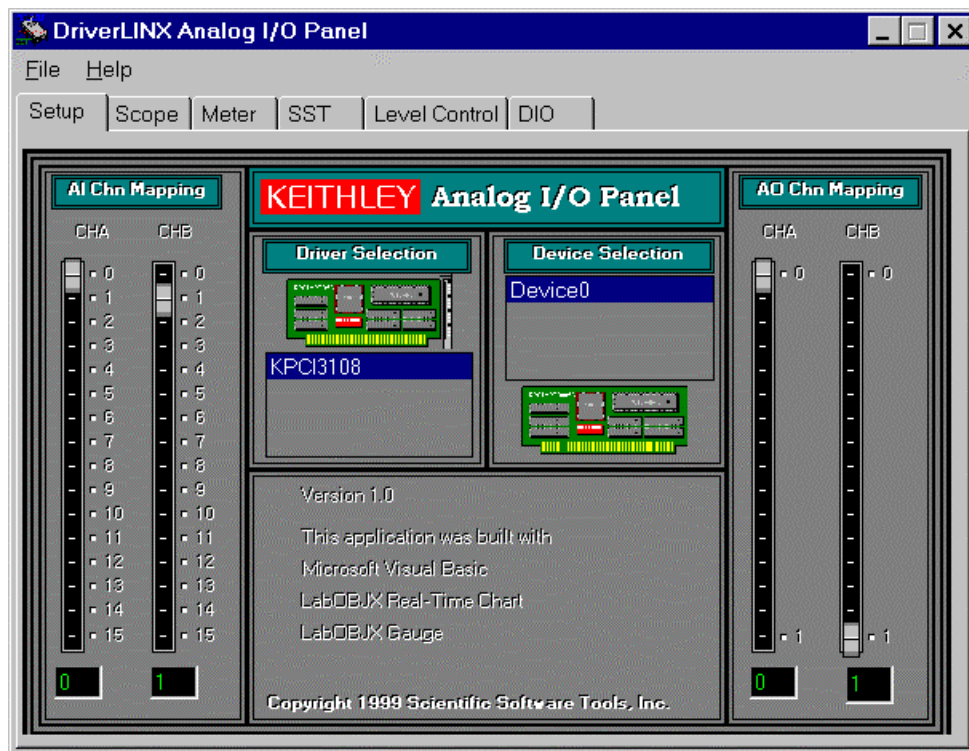 DriverLINX Analog I/O Panel
File Help
Setup Scope Meter SST Level Control DIO
AI Chn Mapping
CHA CHB
0 0
1 1
2 2
3 3
4 4
5 5
6 6
7 7
8 8
9 9
10 10
11 11
12 12
13 13
14 14
15 15
0 1
KEITHLEY Analog I/O Panel
Driver Selection
KPCI3108
Device Selection
Device0
Version 1.0
This application was built with
Microsoft Visual Basic
LabOBJX Real-Time Chart
LabOBJX Gauge
Copyright 1999 Scientific Software Tools, Inc.
AO Chn Mapping
CHA CHB
0 0
1 1
0 1